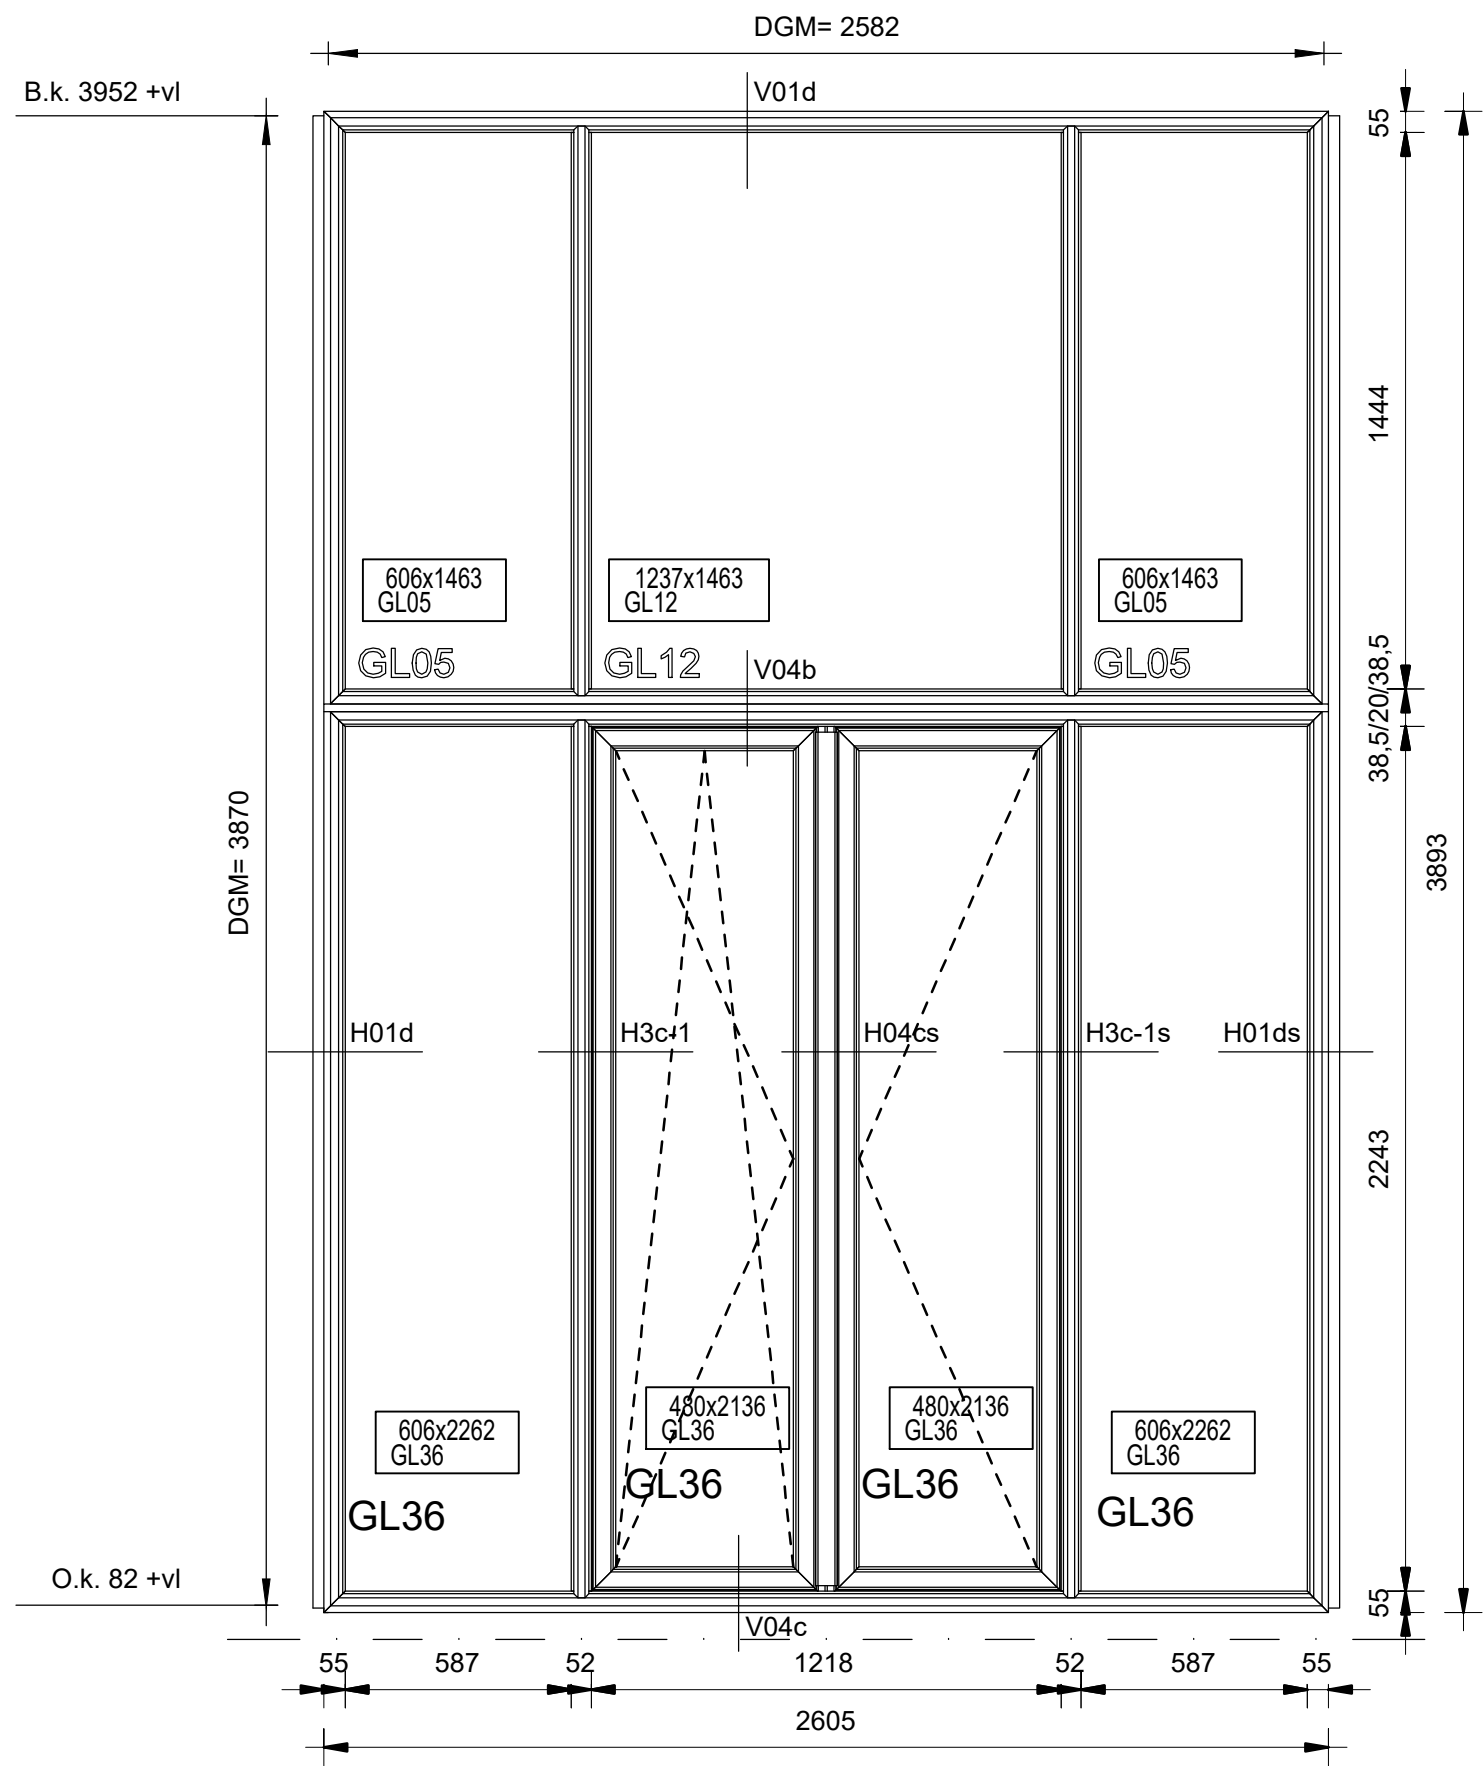 DGM= 2582
B.k. 3952 +vl
V01d
55
1444
606x1463
GL05
1237x1463
GL12
606x1463
GL05
GL05
GL12
V04b
GL05
38,5/20/38,5
DGM= 3870
3893
H01d
H3c-1
H04cs
H3c-1s
H01ds
2243
480x2136
GL36
480x2136
GL36
606x2262
GL36
606x2262
GL36
GL36
GL36
GL36
GL36
O.k. 82 +vl
55
V04c
55
587
52
1218
52
587
55
2605